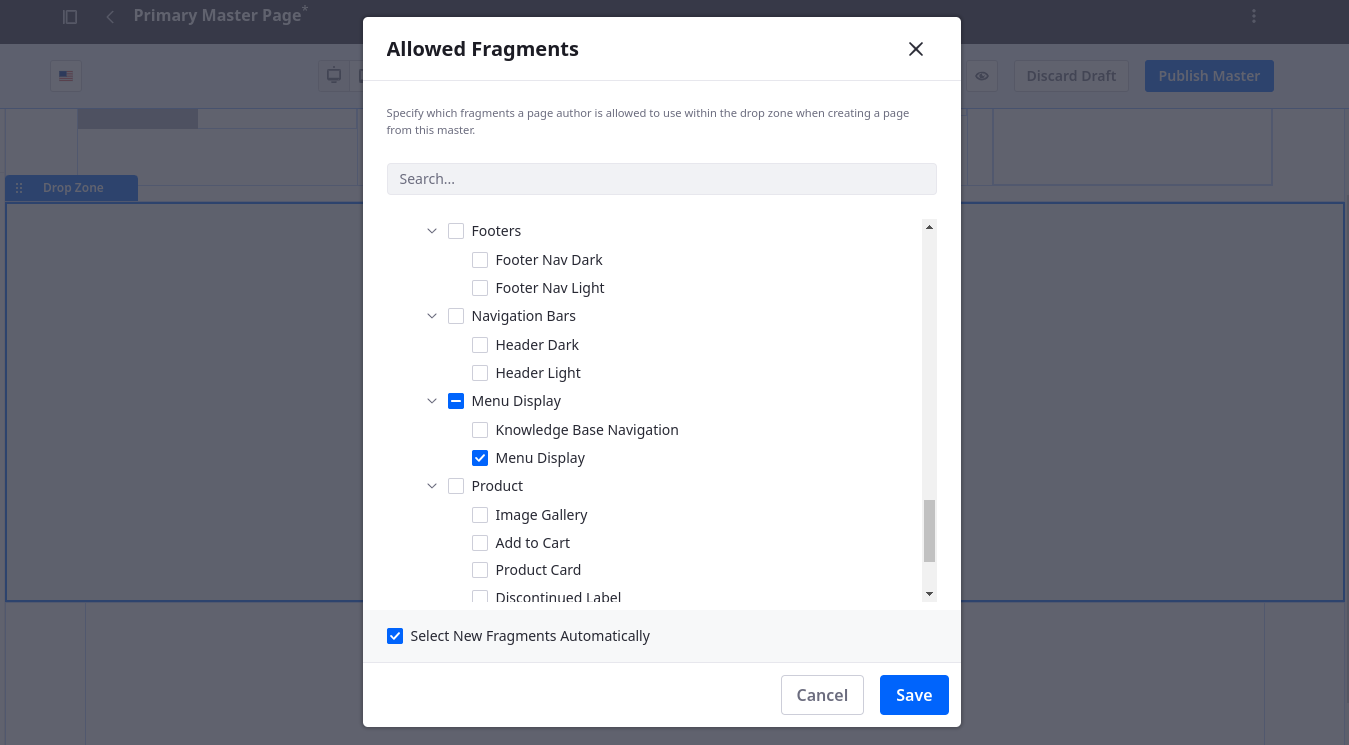 Primary Master Page*
Allowed Fragments
Discard Draft
Publish Master
Specify which fragments a page author is allowed to use within the drop zone when creating a page
from this master.
Search...
Drop Zone
Footers
Footer Nav Dark
Footer Nav Light
Navigation Bars
Header Dark
Header Light
Menu Display
Knowledge Base Navigation
Menu Display
Product
Image Gallery
Add to Cart
Product Card
Discontinued Label
Select New Fragments Automatically
Cancel
Save